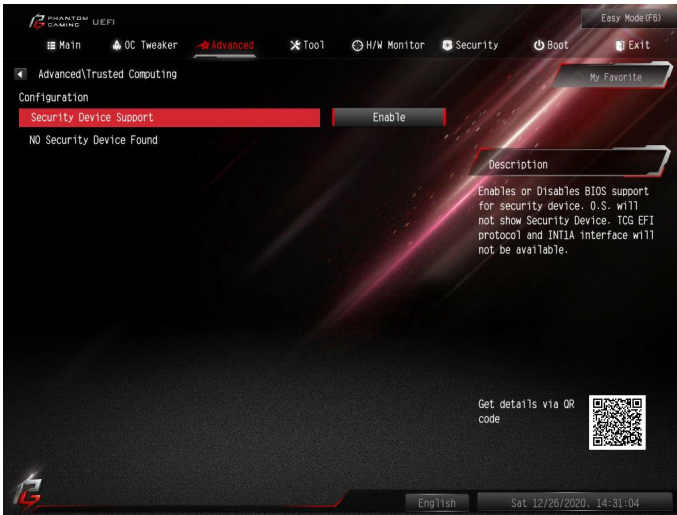 PHANTOM GAMING UEFI
Easy Mode(F6)
Main OC Tweaker Advanced Tool H/W Monitor Security Boot Exit
Advanced\Trusted Computing
My Favorite
Configuration
Security Device Support Enable
NO Security Device Found
Description
Enables or Disables BIOS support
for security device. O.S. will
not show Security Device. TCG EFI
protocol and INT1A interface will
not be available.
Get details via QR
code
English
Sat 12/26/2020. 14:31:04